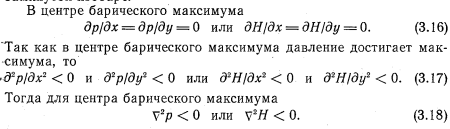 В центре барического максимума
∂p/∂x = ∂p/∂y = 0 или ∂H/∂x = ∂H/∂y = 0. (3.16)
Так как в центре барического максимума давление достигает мак-
симума, то
∂²p/∂x² < 0 и ∂²p/∂y² < 0 или ∂²H/∂x² < 0 и ∂²H/∂y² < 0. (3.17)
Тогда для центра барического максимума
∇²p < 0 или ∇²H < 0. (3.18)